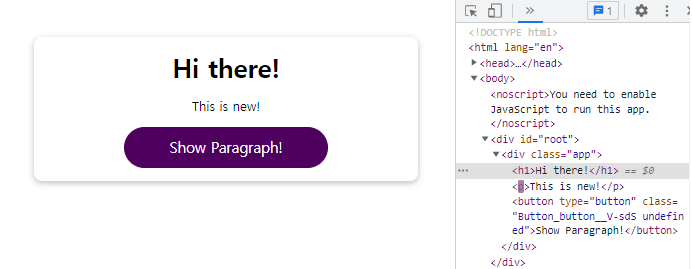 Hi there!
This is new!
Show Paragraph!
1
<!DOCTYPE html>
<html lang="en">
<head>…</head>
<body>
<noscript>You need to enable
JavaScript to run this app.
</noscript>
<div id="root">
<div class="app">
<h1>Hi there!</h1> == $0
<p>This is new!</p>
<button type="button" class=
"Button_button__V-sdS undefin
ed">Show Paragraph!</button>
</div>
</div>